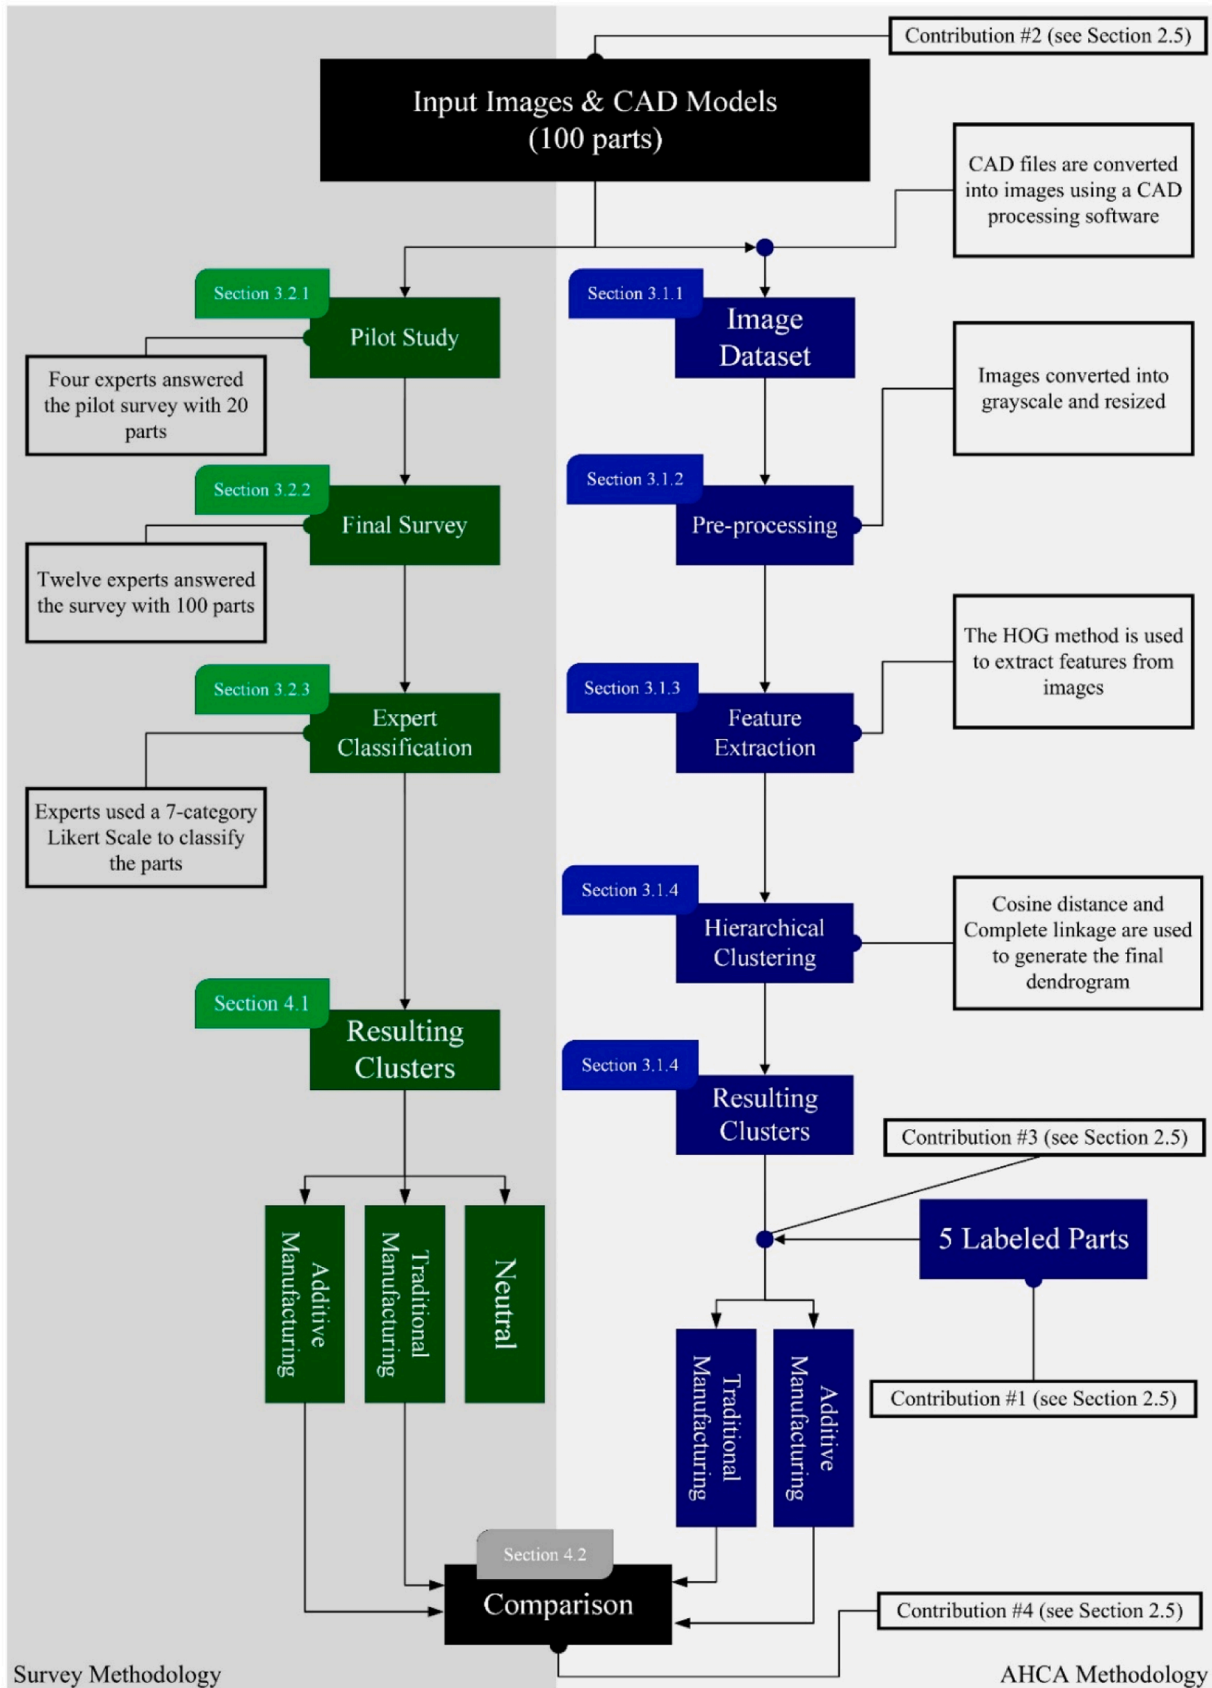 Contribution #2 (see Section 2.5)
Input Images & CAD Models
(100 parts)
CAD files are converted
into images using a CAD
processing software
Section 3.2.1
Pilot Study
Four experts answered
the pilot survey with 20
parts
Section 3.1.1
Image
Dataset
Images converted into
grayscale and resized
Section 3.2.2
Final Survey
Twelve experts answered
the survey with 100 parts
Section 3.1.2
Pre-processing
The HOG method is used
to extract features from
images
Section 3.2.3
Expert
Classification
Experts used a 7-category
Likert Scale to classify
the parts
Section 3.1.3
Feature
Extraction
Section 3.1.4
Hierarchical
Clustering
Cosine distance and
Complete linkage are used
to generate the final
dendrogram
Section 4.1
Resulting
Clusters
Section 3.1.4
Resulting
Clusters
Contribution #3 (see Section 2.5)
5 Labeled Parts
Contribution #1 (see Section 2.5)
Additive
Manufacturing
Traditional
Manufacturing
Neutral
Traditional
Manufacturing
Additive
Manufacturing
Section 4.2
Comparison
Contribution #4 (see Section 2.5)
Survey Methodology
AHCA Methodology